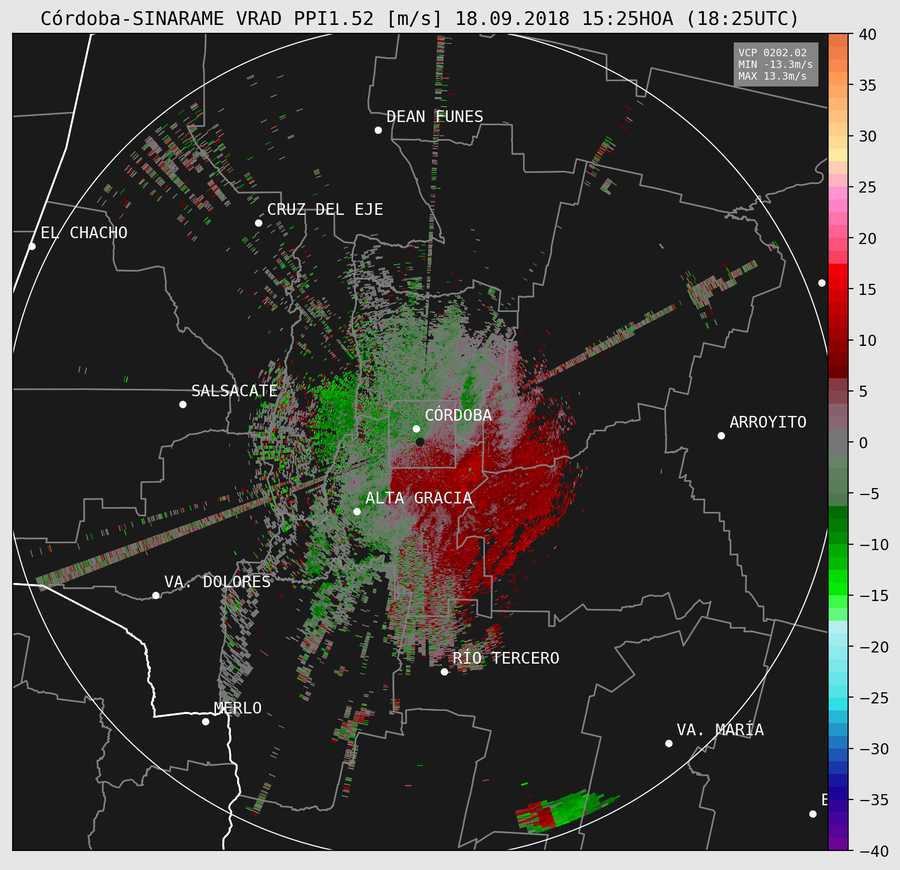 Córdoba-SINARAME VRAD PPI1.52 [m/s] 18.09.2018 15:25HOA (18:25UTC)
VCP 0202.02
MIN -13.3m/s
MAX 13.3m/s
DEAN FUNES
CRUZ DEL EJE
EL CHACHO
SALSACATE
CÓRDOBA
ARROYITO
ALTA GRACIA
VA. DOLORES
RÍO TERCERO
MERLO
VA. MARÍA
40
35
30
25
20
15
10
5
0
−5
−10
−15
−20
−25
−30
−35
−40